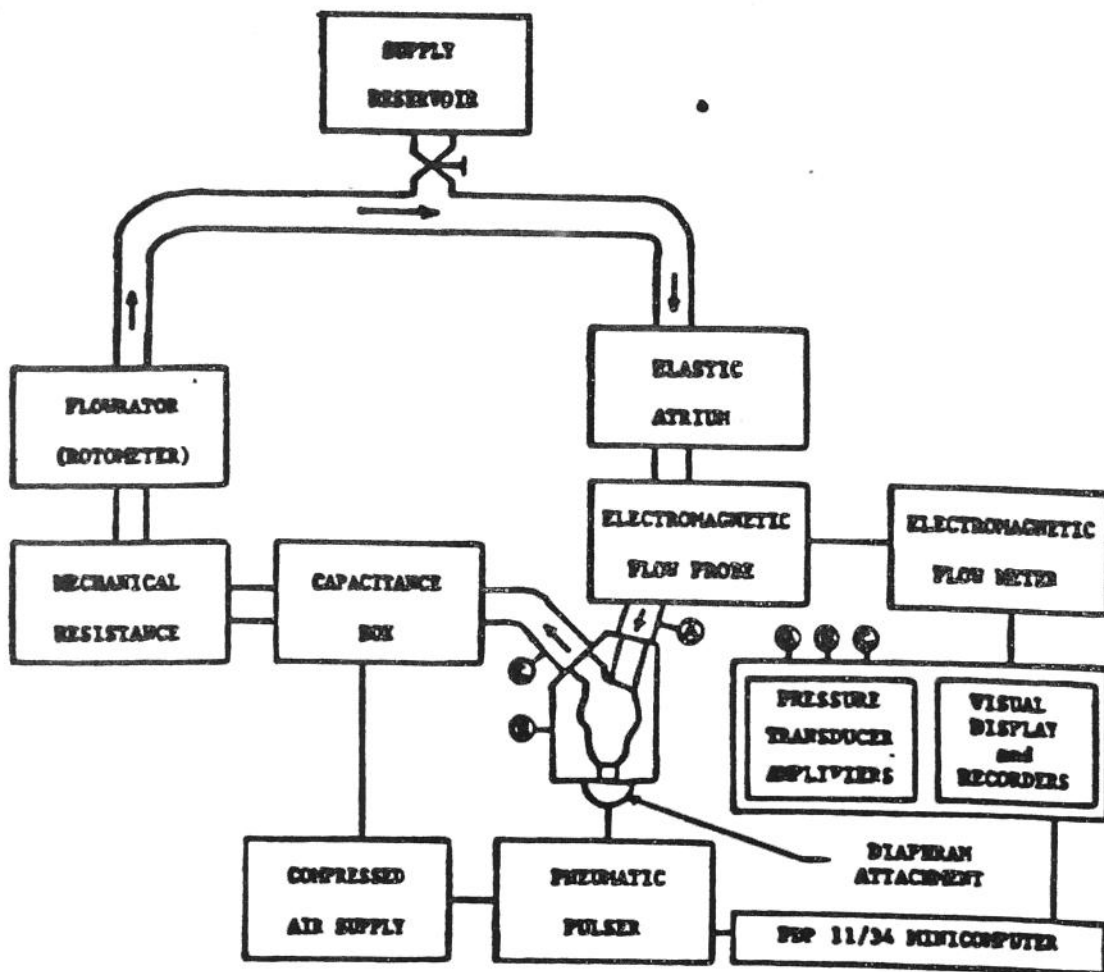 SUPPLY
RESERVOIR
ELASTIC
ATRIUM
FLOWRATOR
(ROTOMETER)
ELECTROMAGNETIC
FLOW PROBE
ELECTROMAGNETIC
FLOW METER
MECHANICAL
RESISTANCE
CAPACITANCE
BOX
A
C
PRESSURE
TRANSDUCER
AMPLIVIERS
VISUAL
DISPLAY
and
RECORDERS
DIAPHRAM
ATTACHMENT
COMPRESSED
AIR SUPPLY
PNEUMATIC
PULSER
PDP 11/34 MINICOMPUTER